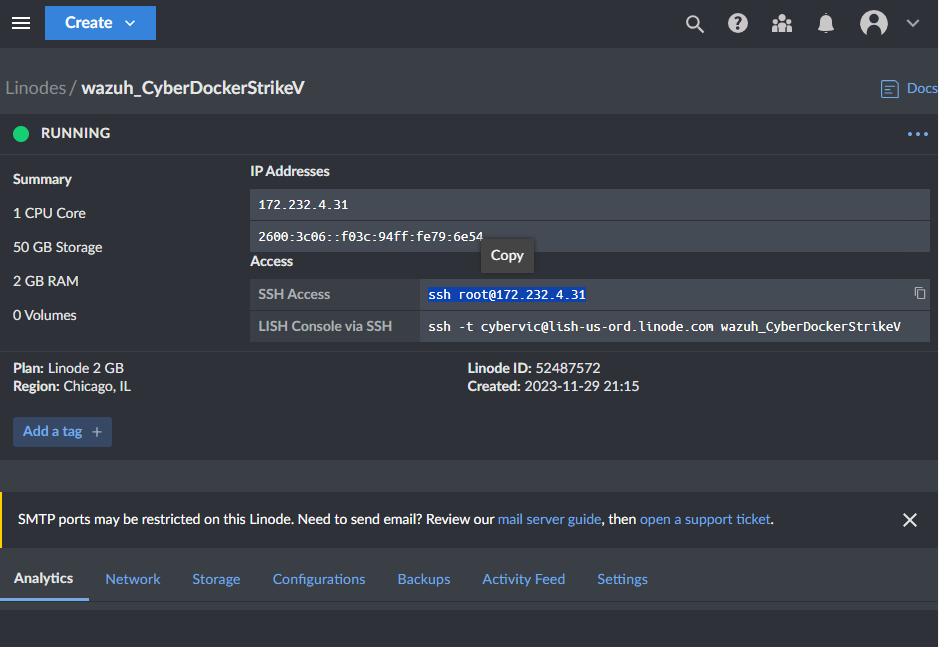 Create
Linodes / wazuh_CyberDockerStrikeV
Docs
RUNNING
Summary
1 CPU Core
50 GB Storage
2 GB RAM
0 Volumes
IP Addresses
172.232.4.31
2600:3c06::f03c:94ff:fe79:6e54
Access
Copy
SSH Access ssh root@172.232.4.31
LISH Console via SSH ssh -t cybervic@lish-us-ord.linode.com wazuh_CyberDockerStrikeV
Plan: Linode 2 GB
Region: Chicago, IL
Linode ID: 52487572
Created: 2023-11-29 21:15
Add a tag +
SMTP ports may be restricted on this Linode. Need to send email? Review our mail server guide, then open a support ticket.
Analytics Network Storage Configurations Backups Activity Feed Settings